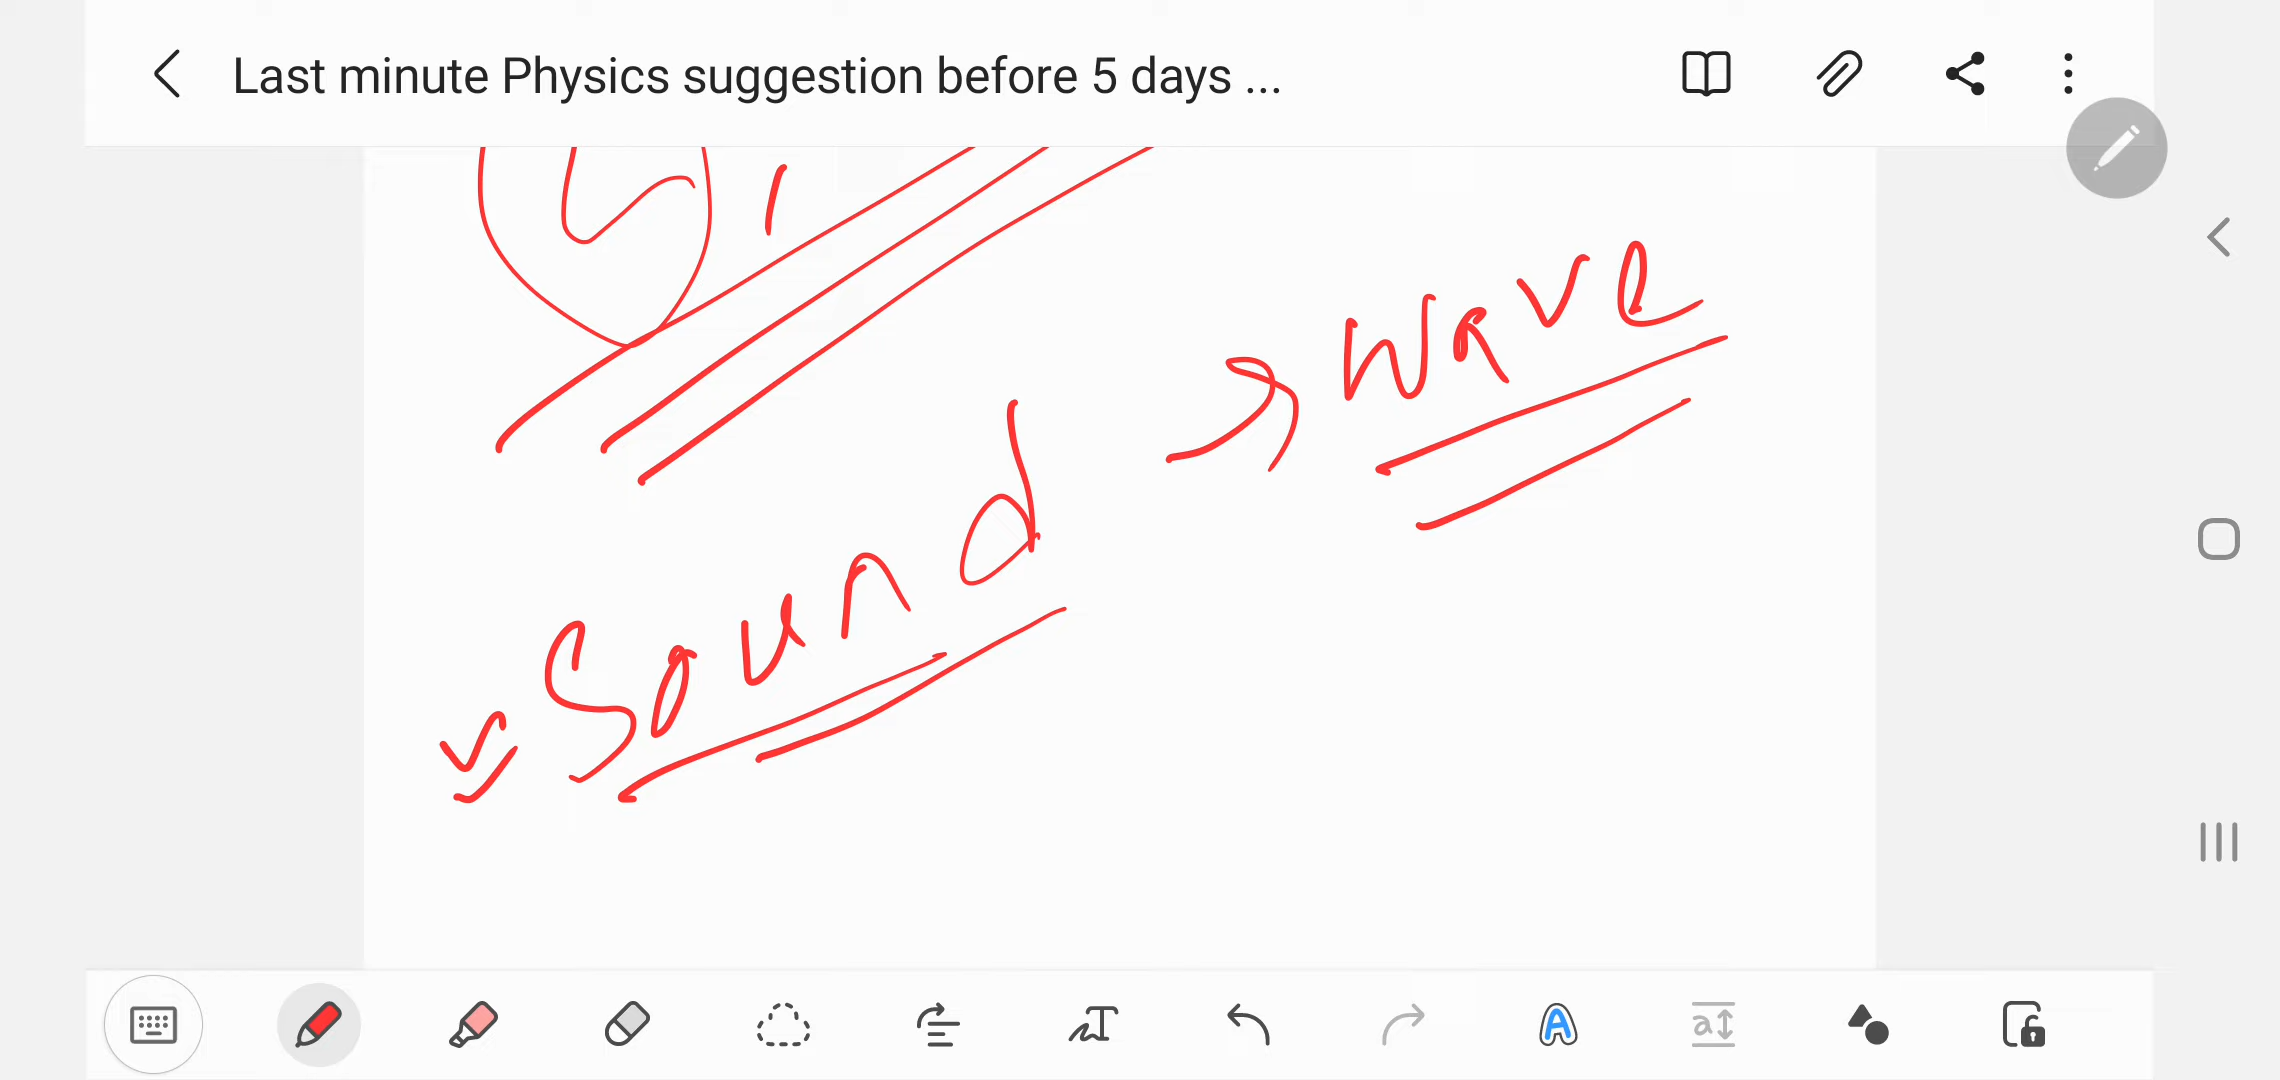 Last minute Physics suggestion before 5 days ...
Sound → Wave